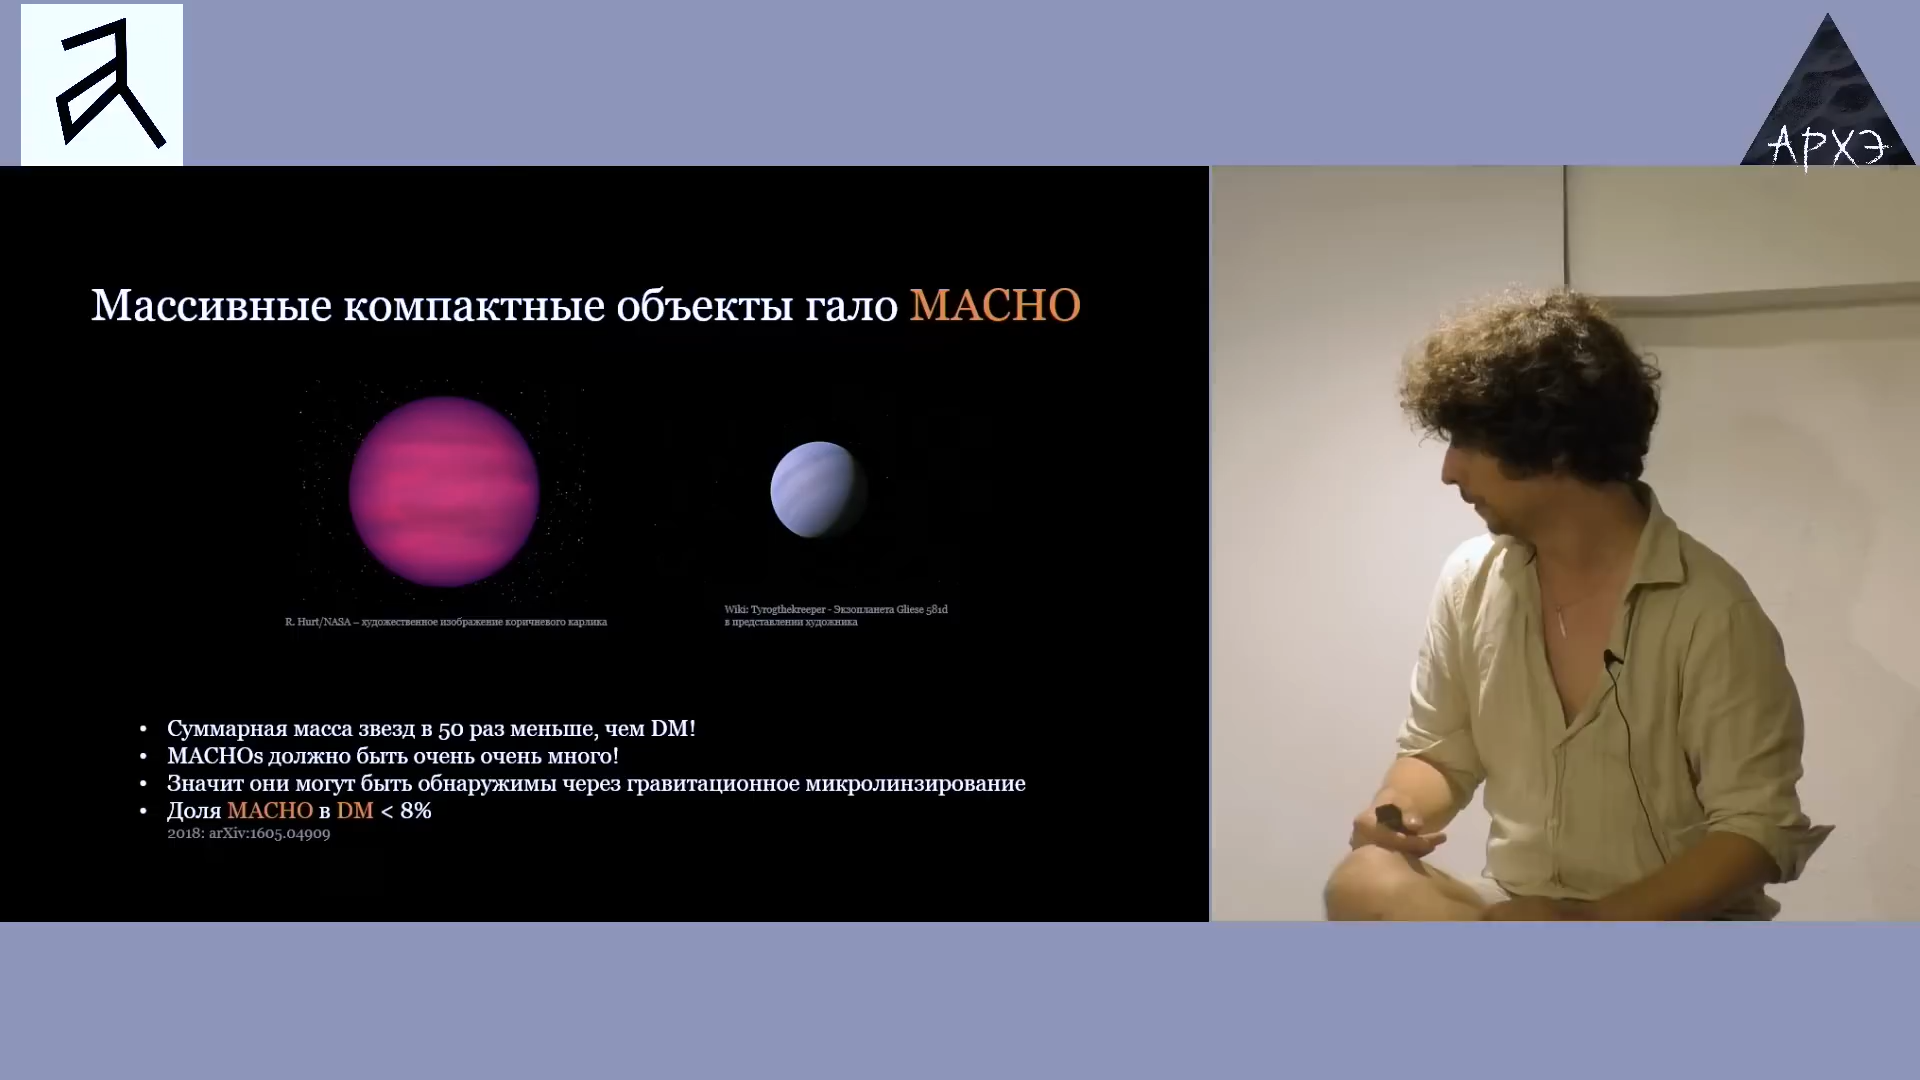 АРХЭ
Массивные компактные объекты гало MACHO
R. Hurt/NASA – художественное изображение коричневого карлика
Wiki: Tyrogthekreeper - Экзопланета Gliese 581d
в представлении художника
• Суммарная масса звезд в 50 раз меньше, чем DM!
• MACHOs должно быть очень очень много!
• Значит они могут быть обнаружимы через гравитационное микролинзирование
• Доля MACHO в DM < 8%
2018: arXiv:1605.04909